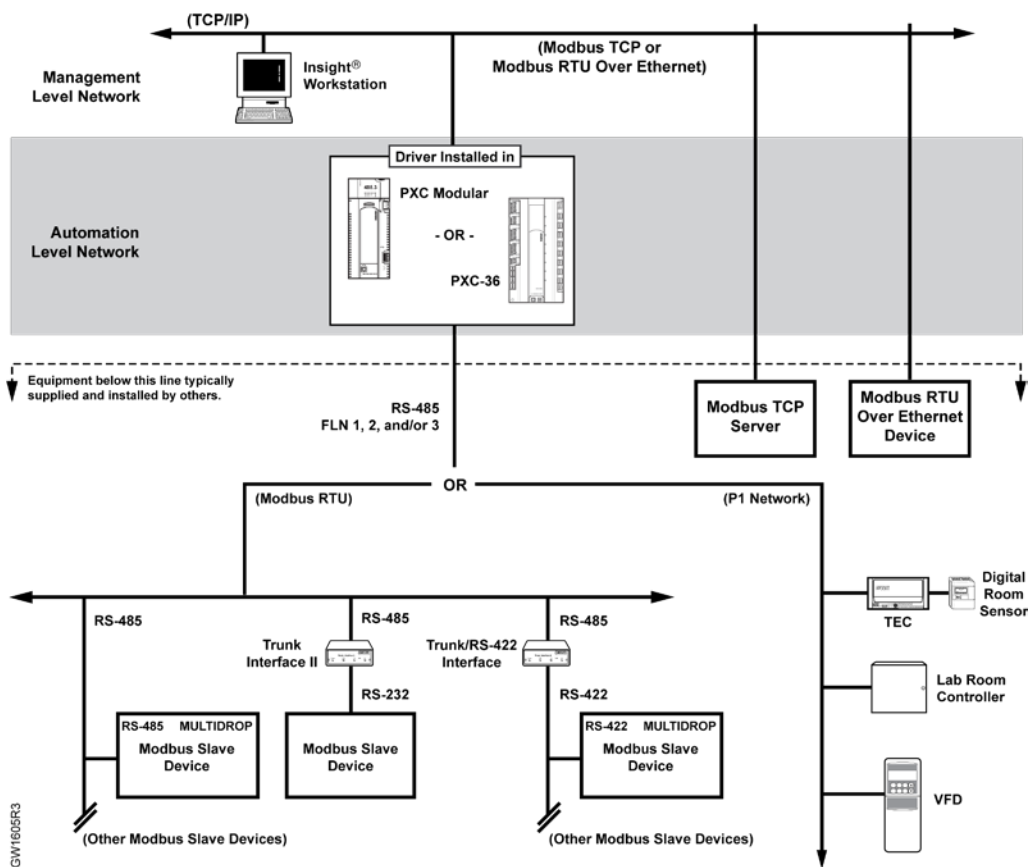 (TCP/IP)
(Modbus TCP or
Modbus RTU Over Ethernet)
Management
Level Network
Insight®
Workstation
Driver Installed in
PXC Modular
- OR -
PXC-36
Automation
Level Network
Equipment below this line typically
supplied and installed by others.
RS-485
FLN 1, 2, and/or 3
Modbus TCP
Server
Modbus RTU
Over Ethernet
Device
OR
(Modbus RTU)
(P1 Network)
RS-485
RS-485
RS-485
Trunk
Interface II
Trunk/RS-422
Interface
RS-232
RS-422
TEC
Digital
Room
Sensor
Lab Room
Controller
VFD
RS-485 MULTIDROP
Modbus Slave
Device
Modbus Slave
Device
RS-422 MULTIDROP
Modbus Slave
Device
(Other Modbus Slave Devices)
(Other Modbus Slave Devices)
GW1605R3